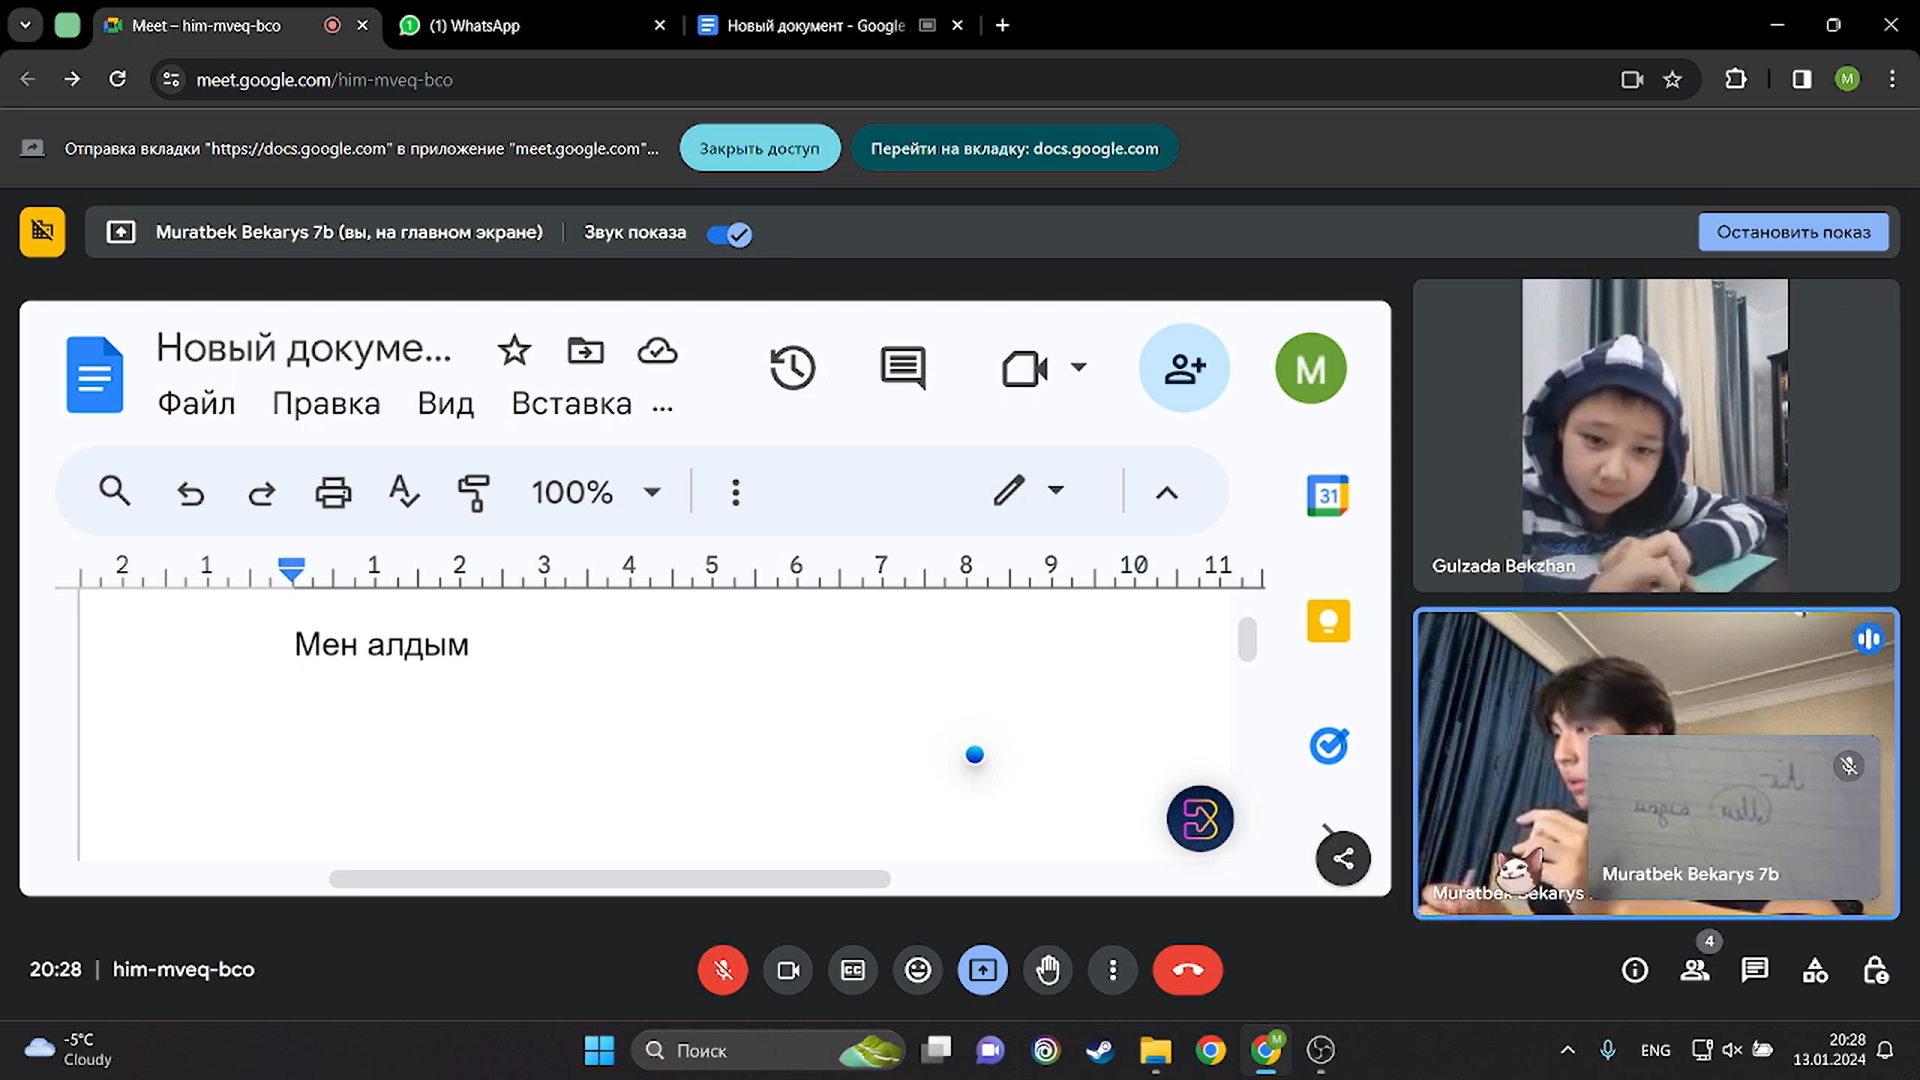 Meet – him-mveq-bco
(1) WhatsApp
Новый документ - Google
meet.google.com/him-mveq-bco
M
Отправка вкладки "https://docs.google.com" в приложение "meet.google.com"...
Закрыть доступ
Перейти на вкладку: docs.google.com
Muratbek Bekarys 7b (вы, на главном экране)
Звук показа
Остановить показ
Новый докуме...
M
Файл Правка Вид Вставка ...
100%
31
2 1 1 2 3 4 5 6 7 8 9 10 11
Мен алдым
Gulzada Bekzhan
Muratbek Bekarys 7b
Muratbek Bekarys
20:28 | him-mveq-bco
4
-5°C
Cloudy
Поиск
M
ENG
20:28
13.01.2024